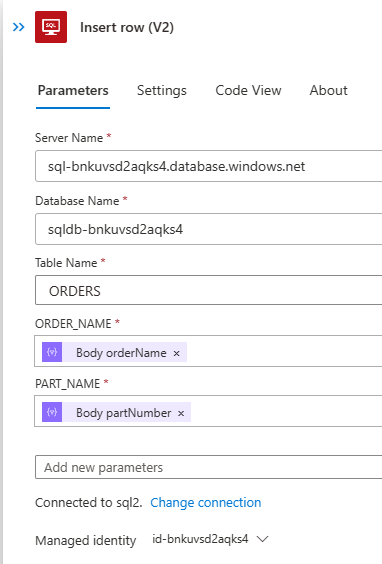 SQL
Insert row (V2)
Parameters Settings Code View About
Server Name *
sql-bnkuvsd2aqks4.database.windows.net
Database Name *
sqldb-bnkuvsd2aqks4
Table Name *
ORDERS
ORDER_NAME *
{v} Body orderName ×
PART_NAME *
{v} Body partNumber ×
Add new parameters
Connected to sql2. Change connection
Managed identity id-bnkuvsd2aqks4